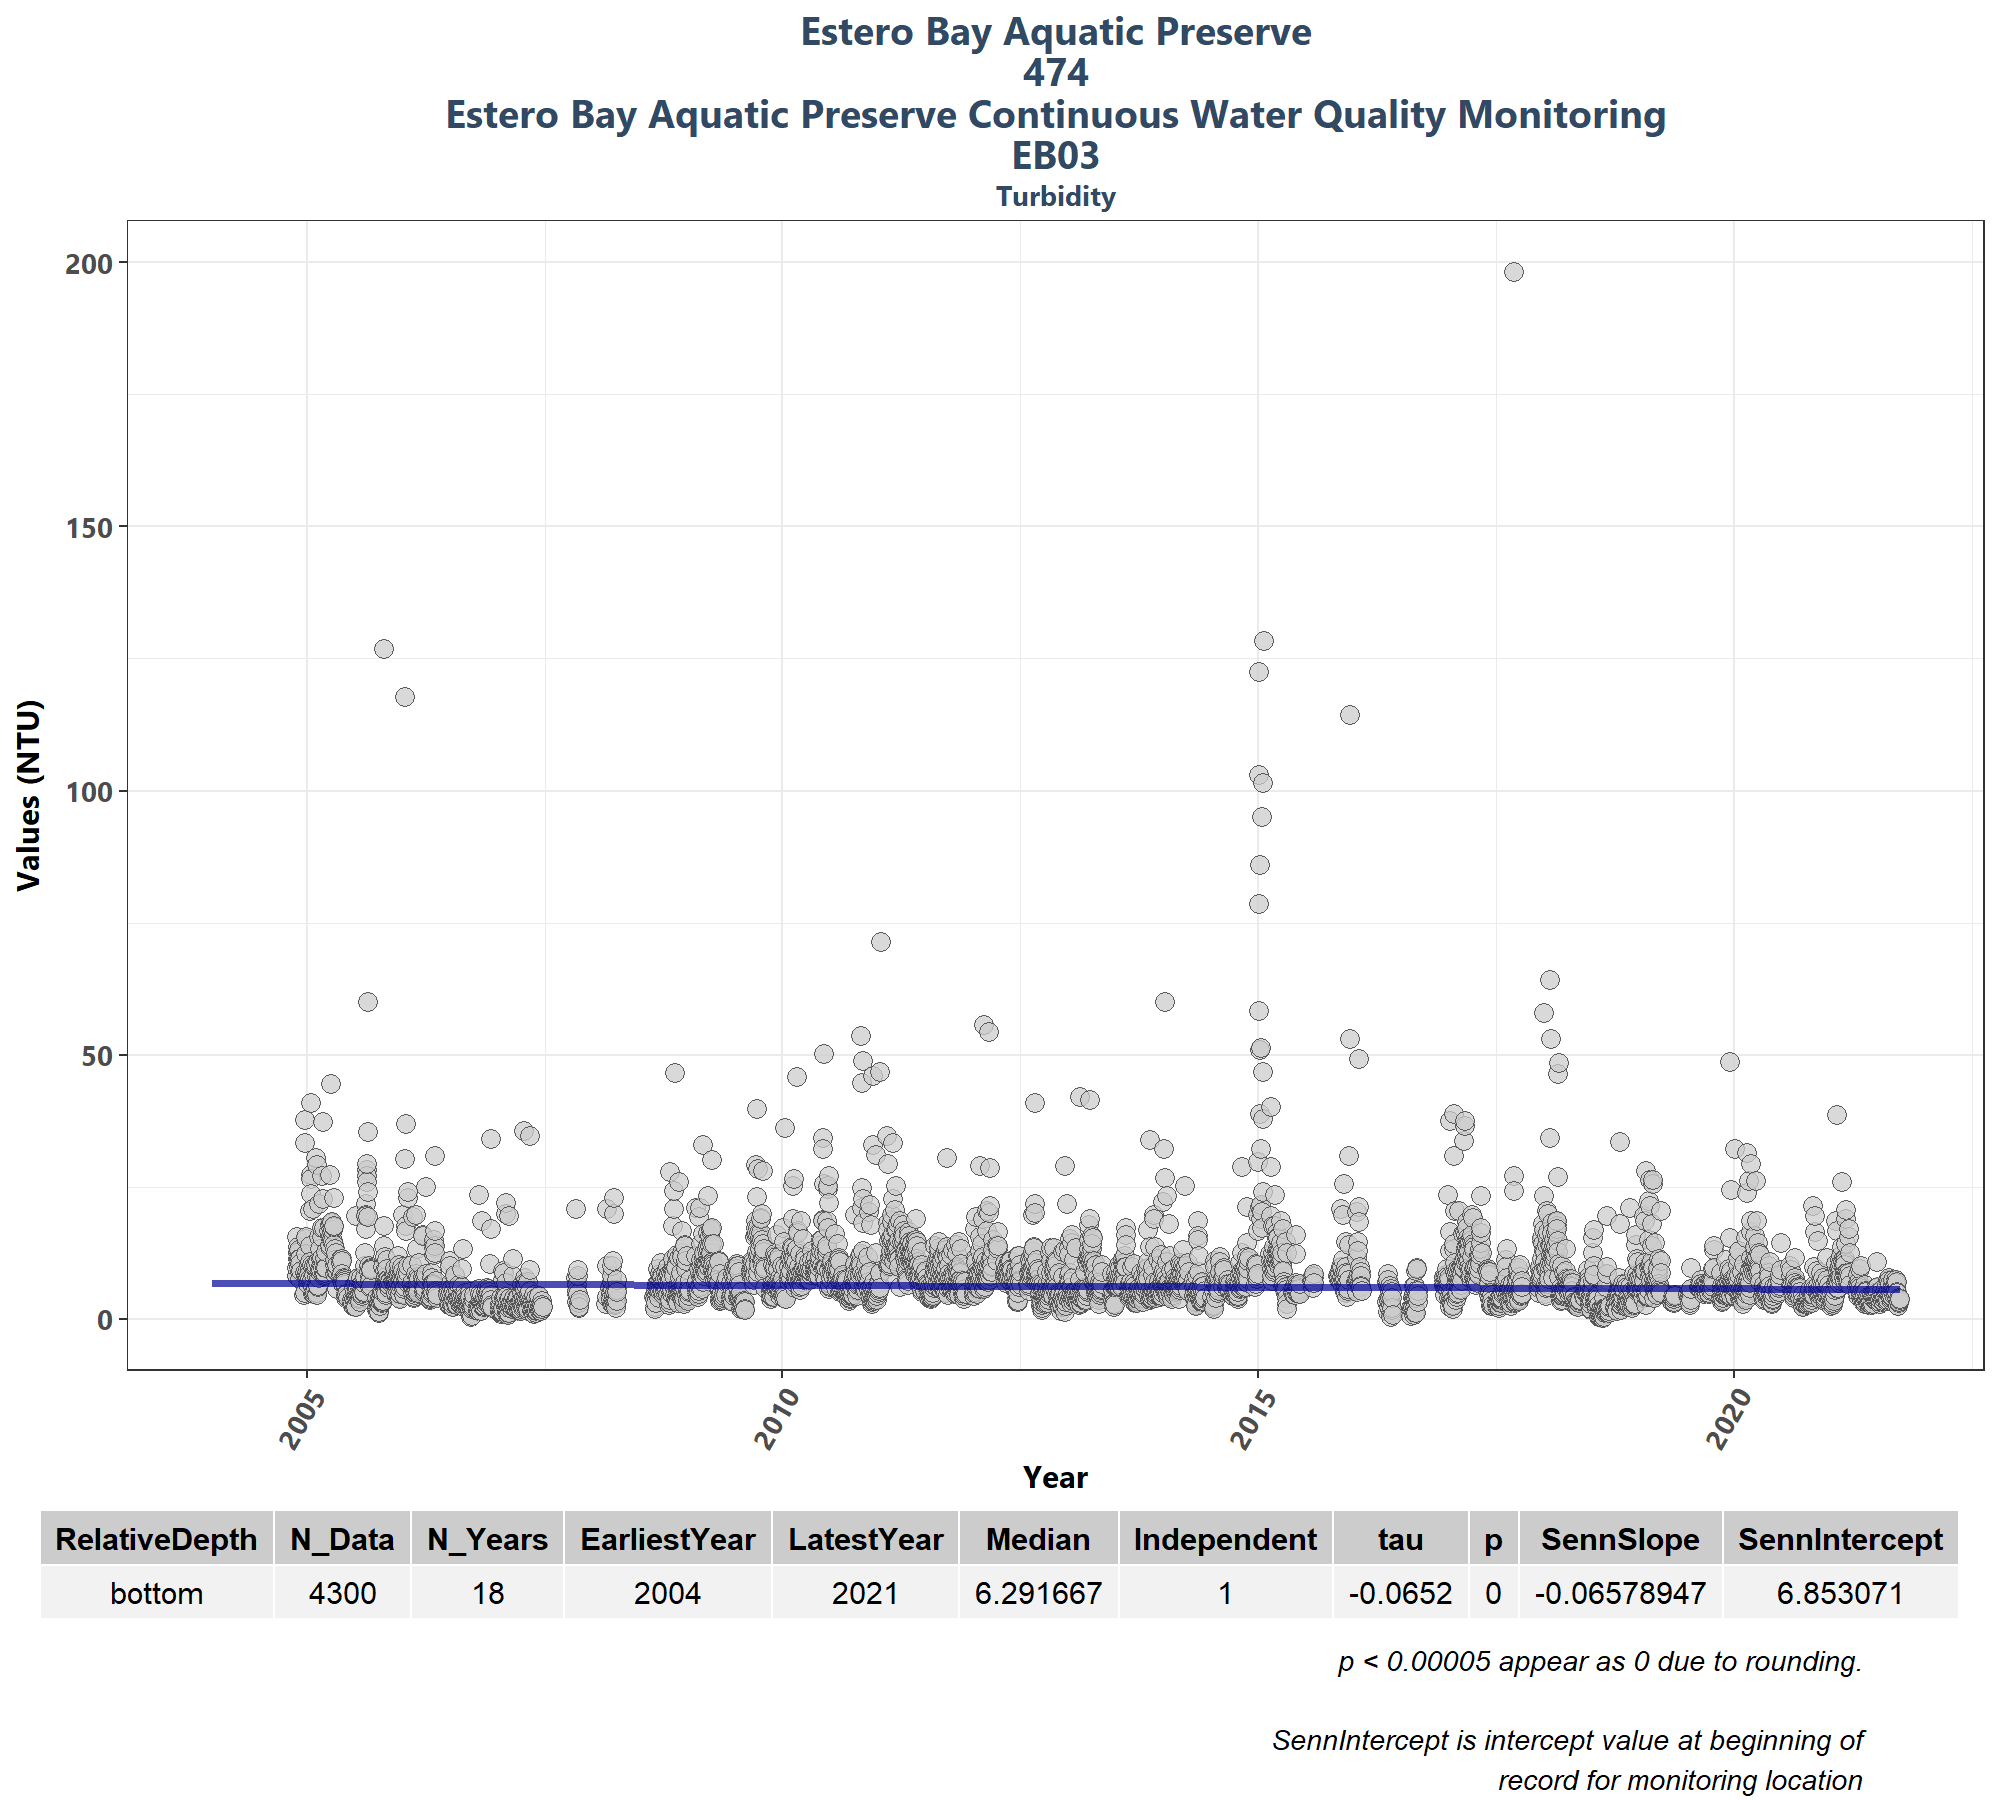 Estero Bay Aquatic Preserve
474
Estero Bay Aquatic Preserve Continuous Water Quality Monitoring
EB03
Turbidity
200
150
100
50
0
Values (NTU)
2005
2010
2015
2020
Year
RelativeDepth N_Data N_Years EarliestYear LatestYear Median Independent tau p SennSlope SennIntercept
bottom 4300 18 2004 2021 6.291667 1 -0.0652 0 -0.06578947 6.853071
p < 0.00005 appear as 0 due to rounding.
SennIntercept is intercept value at beginning of
record for monitoring location